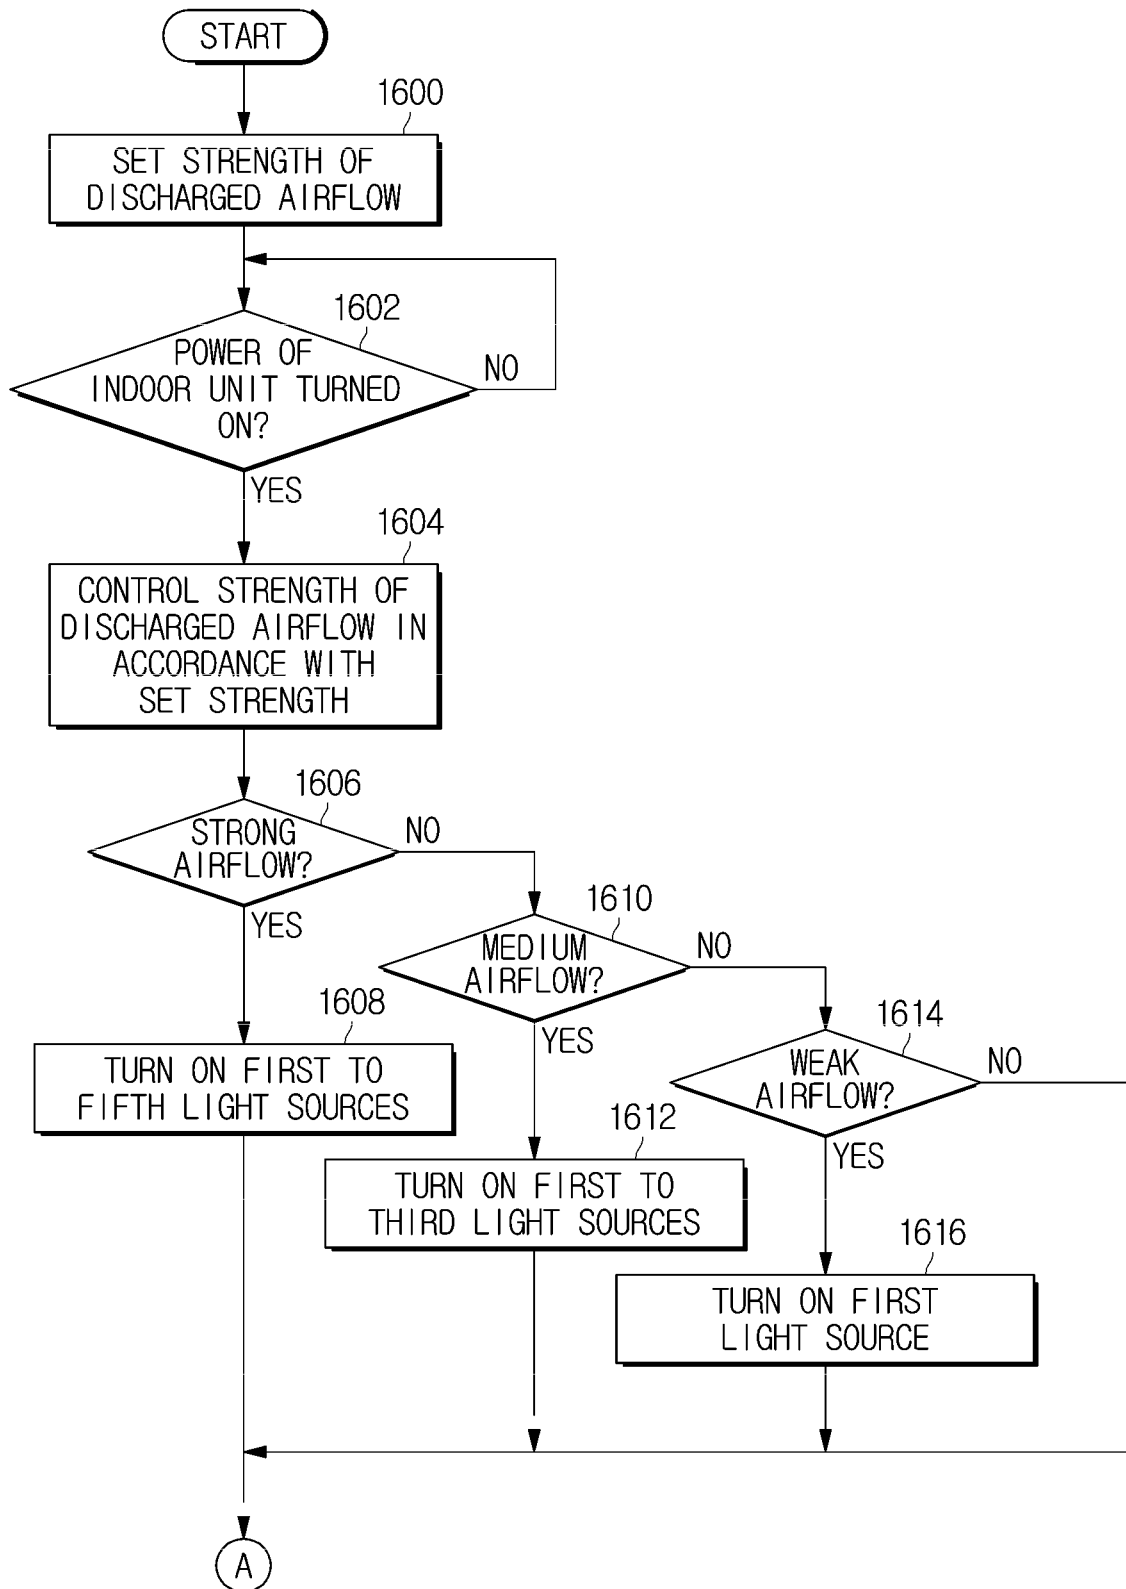 START
1600
SET STRENGTH OF
DISCHARGED AIRFLOW
1602
POWER OF
INDOOR UNIT TURNED
ON?
NO
YES
1604
CONTROL STRENGTH OF
DISCHARGED AIRFLOW IN
ACCORDANCE WITH
SET STRENGTH
1606
STRONG
AIRFLOW?
NO
YES
1610
MEDIUM
AIRFLOW?
NO
YES
1608
TURN ON FIRST TO
FIFTH LIGHT SOURCES
1614
WEAK
AIRFLOW?
NO
YES
1612
TURN ON FIRST TO
THIRD LIGHT SOURCES
1616
TURN ON FIRST
LIGHT SOURCE
A